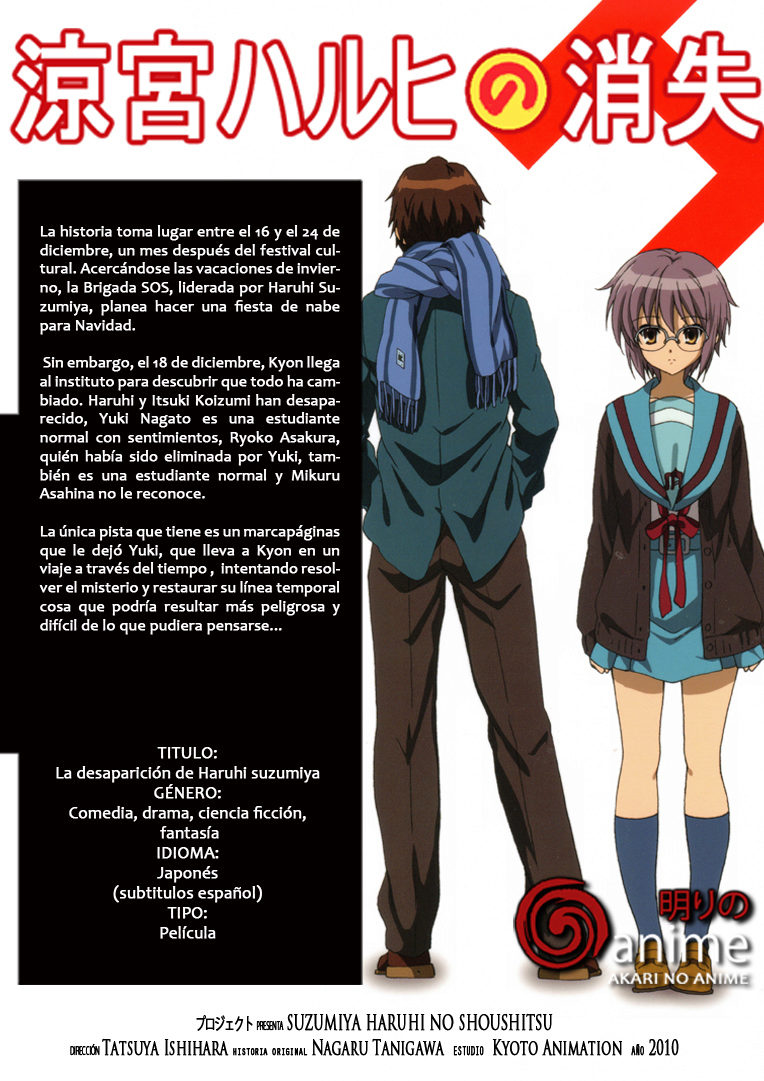 涼宮ハルヒの消失
La historia toma lugar entre el 16 y el 24 de
diciembre, un mes después del festival cul-
tural. Acercándose las vacaciones de invier-
no, la Brigada SOS, liderada por Haruhi Su-
zumiya, planea hacer una fiesta de nabe
para Navidad.
Sin embargo, el 18 de diciembre, Kyon llega
al instituto para descubrir que todo ha cam-
biado. Haruhi y Itsuki Koizumi han desapa-
recido, Yuki Nagato es una estudiante
normal con sentimientos, Ryoko Asakura,
quién había sido eliminada por Yuki, tam-
bién es una estudiante normal y Mikuru
Asahina no le reconoce.
La única pista que tiene es un marcapáginas
que le dejó Yuki, que lleva a Kyon en un
viaje a través del tiempo , intentando resol-
ver el misterio y restaurar su línea temporal
cosa que podría resultar más peligrosa y
difícil de lo que pudiera pensarse...
TITULO:
La desaparición de Haruhi suzumiya
GÉNERO:
Comedia, drama, ciencia ficción,
fantasía
IDIOMA:
Japonés
(subtitulos español)
TIPO:
Película
明りの
anime
AKARI NO ANIME
プロジェクト PRESENTA SUZUMIYA HARUHI NO SHOUSHITSU
DIRECCIÓN TATSUYA ISHIHARA HISTORIA ORIGINAL NAGARU TANIGAWA ESTUDIO KYOTO ANIMATION AÑO 2010